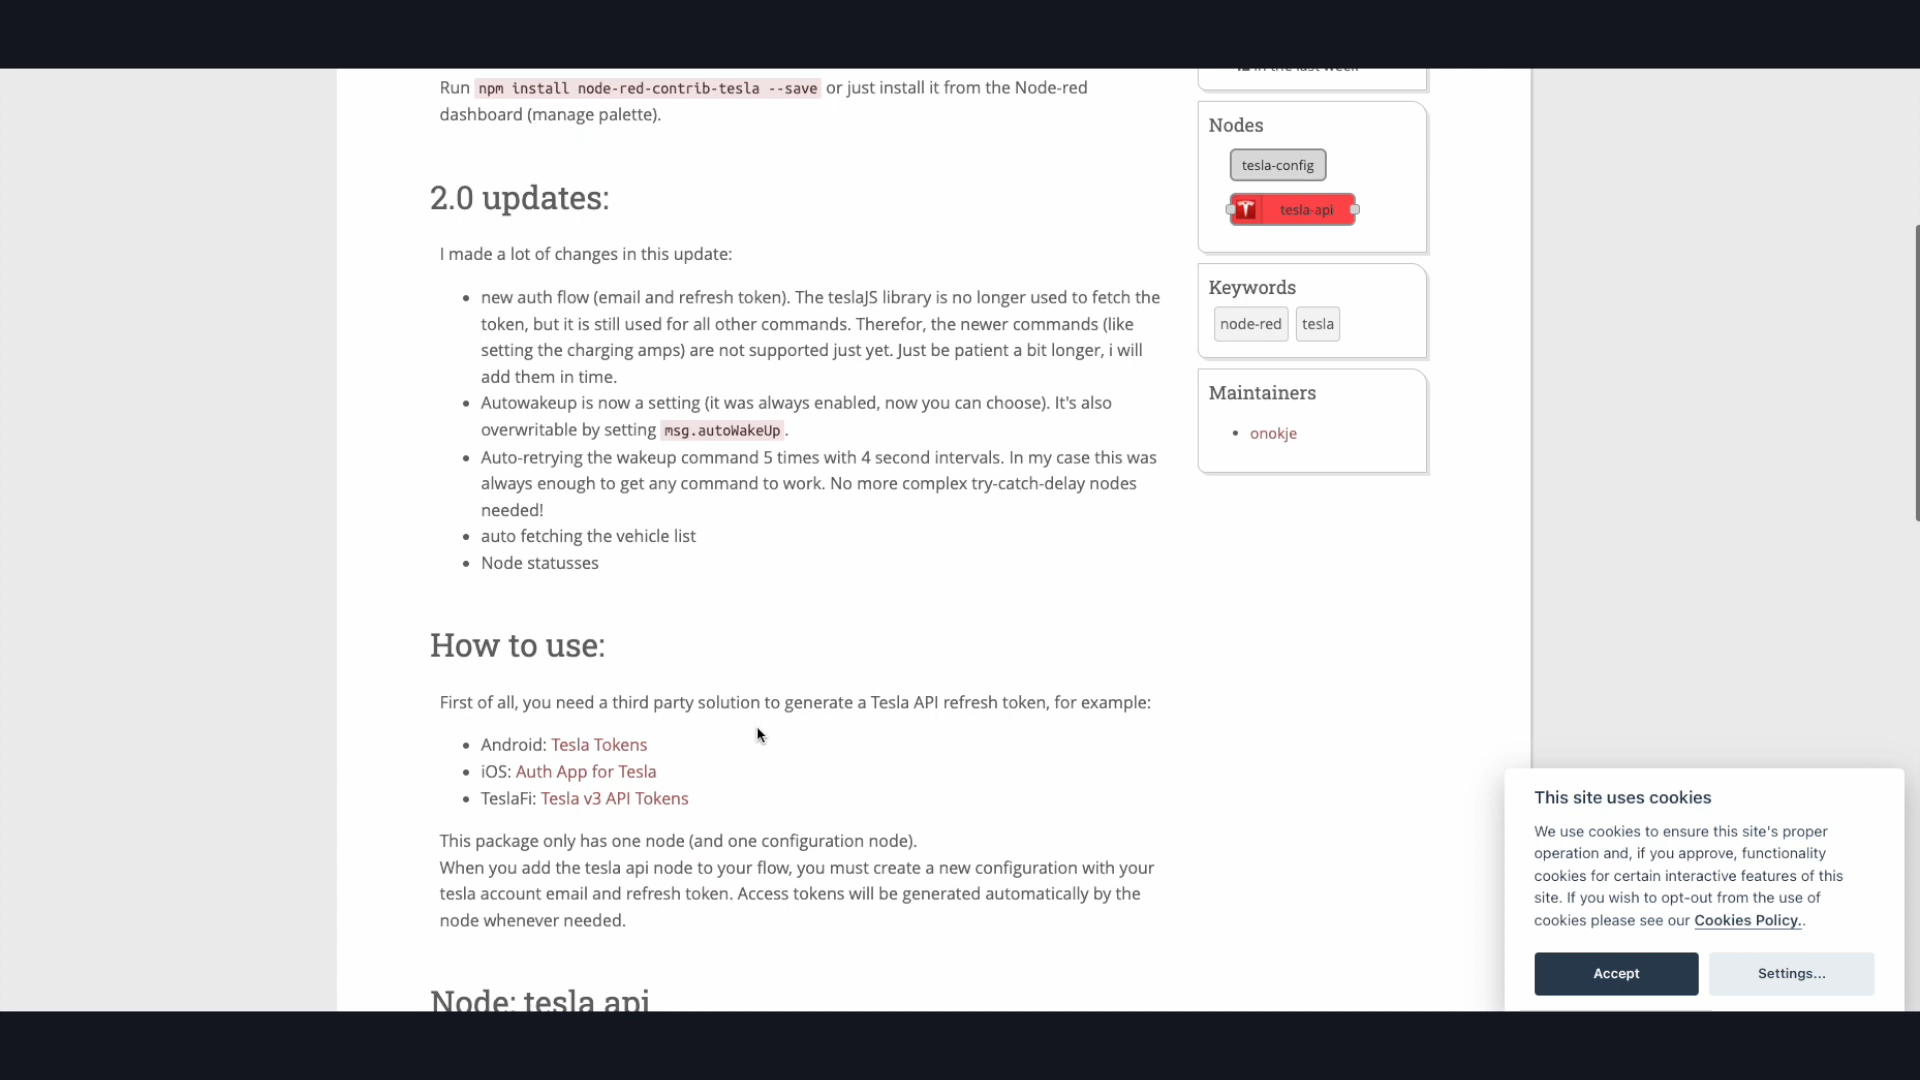 Run npm install node-red-contrib-tesla --save or just install it from the Node-red
dashboard (manage palette).
2.0 updates:
I made a lot of changes in this update:
new auth flow (email and refresh token). The teslaJS library is no longer used to fetch the
token, but it is still used for all other commands. Therefor, the newer commands (like
setting the charging amps) are not supported just yet. Just be patient a bit longer, i will
add them in time.
Autowakeup is now a setting (it was always enabled, now you can choose). It's also
overwritable by setting msg.autoWakeUp.
Auto-retrying the wakeup command 5 times with 4 second intervals. In my case this was
always enough to get any command to work. No more complex try-catch-delay nodes
needed!
auto fetching the vehicle list
Node statusses
How to use:
First of all, you need a third party solution to generate a Tesla API refresh token, for example:
Android: Tesla Tokens
iOS: Auth App for Tesla
TeslaFi: Tesla v3 API Tokens
This package only has one node (and one configuration node).
When you add the tesla api node to your flow, you must create a new configuration with your
tesla account email and refresh token. Access tokens will be generated automatically by the
node whenever needed.
Node: tesla api
in the last week
Nodes
tesla-config
tesla-api
Keywords
node-red tesla
Maintainers
onokje
This site uses cookies
We use cookies to ensure this site's proper
operation and, if you approve, functionality
cookies for certain interactive features of this
site. If you wish to opt-out from the use of
cookies please see our Cookies Policy..
Accept Settings...